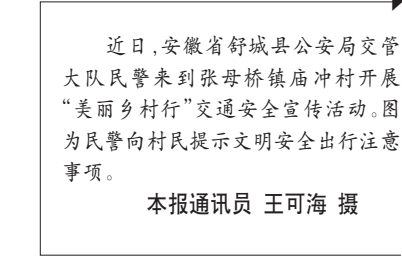 近日，安徽省舒城县公安局交管
大队民警来到张母桥镇庙冲村开展
“美丽乡村行”交通安全宣传活动。图
为民警向村民提示文明安全出行注意
事项。
本报通讯员 王可海 摄